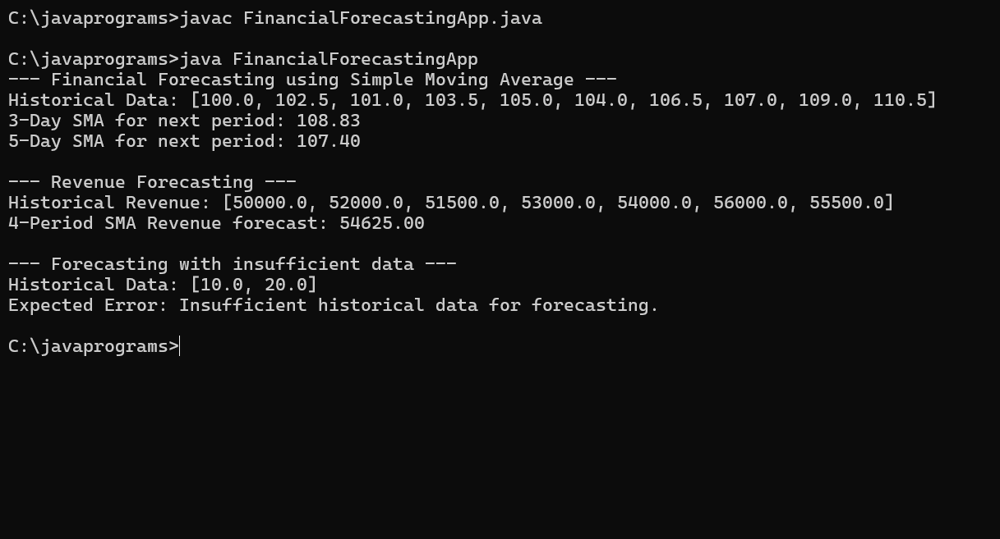 C:\javaprograms>javac FinancialForecastingApp.java
C:\javaprograms>java FinancialForecastingApp
--- Financial Forecasting using Simple Moving Average ---
Historical Data: [100.0, 102.5, 101.0, 103.5, 105.0, 104.0, 106.5, 107.0, 109.0, 110.5]
3-Day SMA for next period: 108.83
5-Day SMA for next period: 107.40
--- Revenue Forecasting ---
Historical Revenue: [50000.0, 52000.0, 51500.0, 53000.0, 54000.0, 56000.0, 55500.0]
4-Period SMA Revenue forecast: 54625.00
--- Forecasting with insufficient data ---
Historical Data: [10.0, 20.0]
Expected Error: Insufficient historical data for forecasting.
C:\javaprograms>